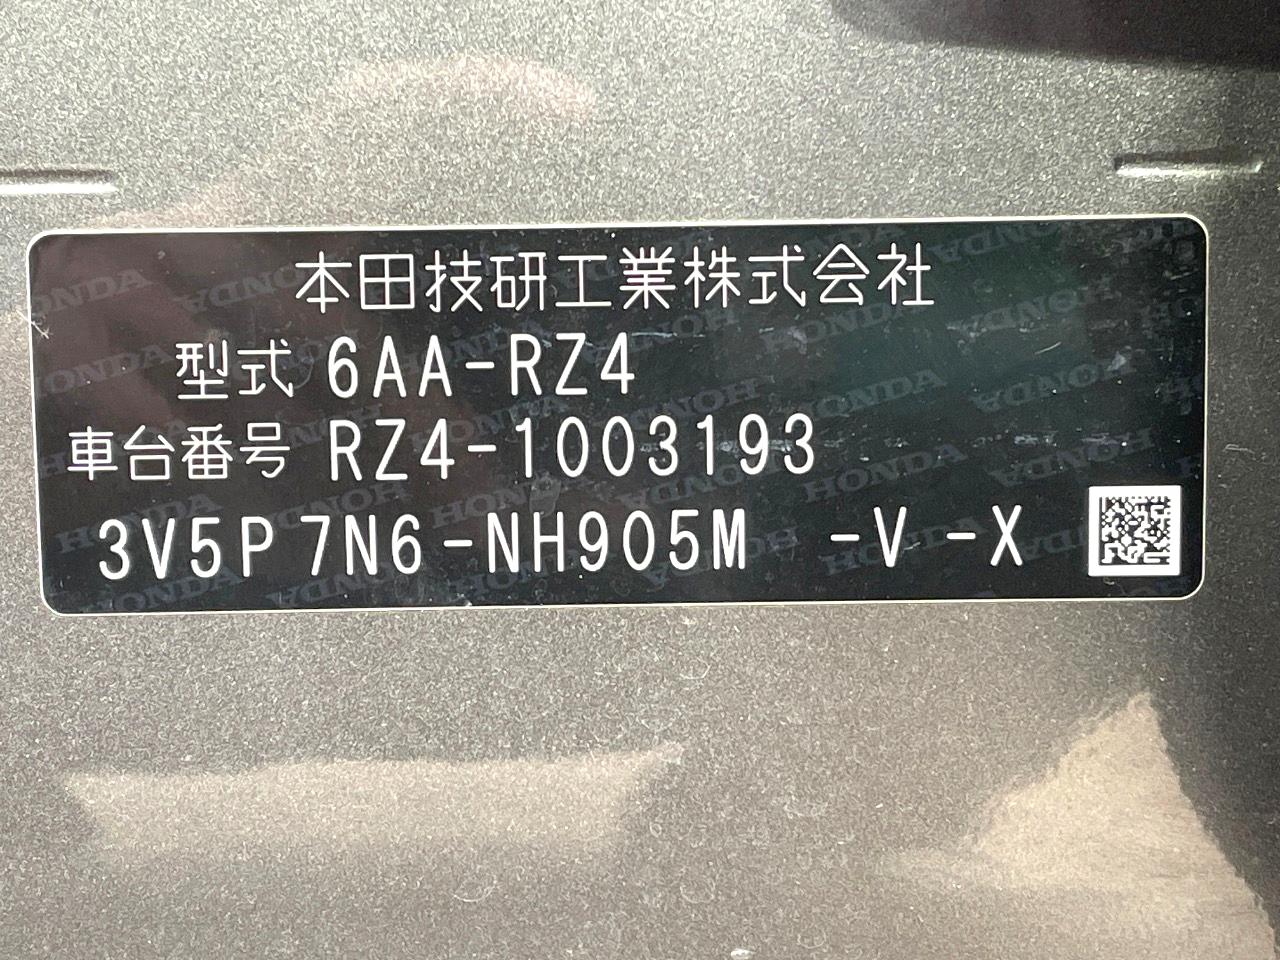 本田技研工業株式会社
型式 6AA-RZ4
車台番号 RZ4-1003193
3V5P 7N6-NH905M -V -X